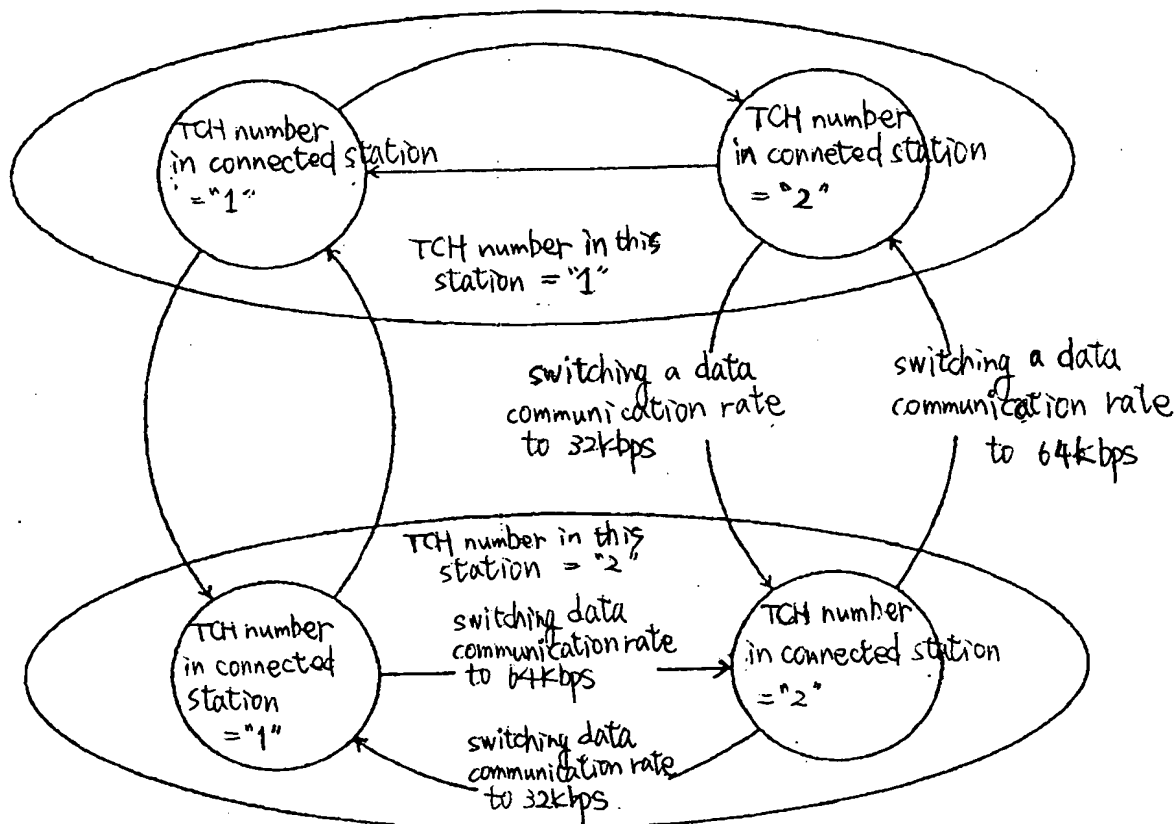 TCH number
in connected station
="1"
TCH number
in conneted station
= "2"
TCH number in this
station = "1"
switching a data
communication rate
to 32kbps
switching a data
communication rate
to 64kbps
TCH number in this
station = "2"
TCH number
in connected
station
="1"
switching data
communication rate
to 64kbps
TCH number
in connected station
="2"
switching data
communication rate
to 32kbps